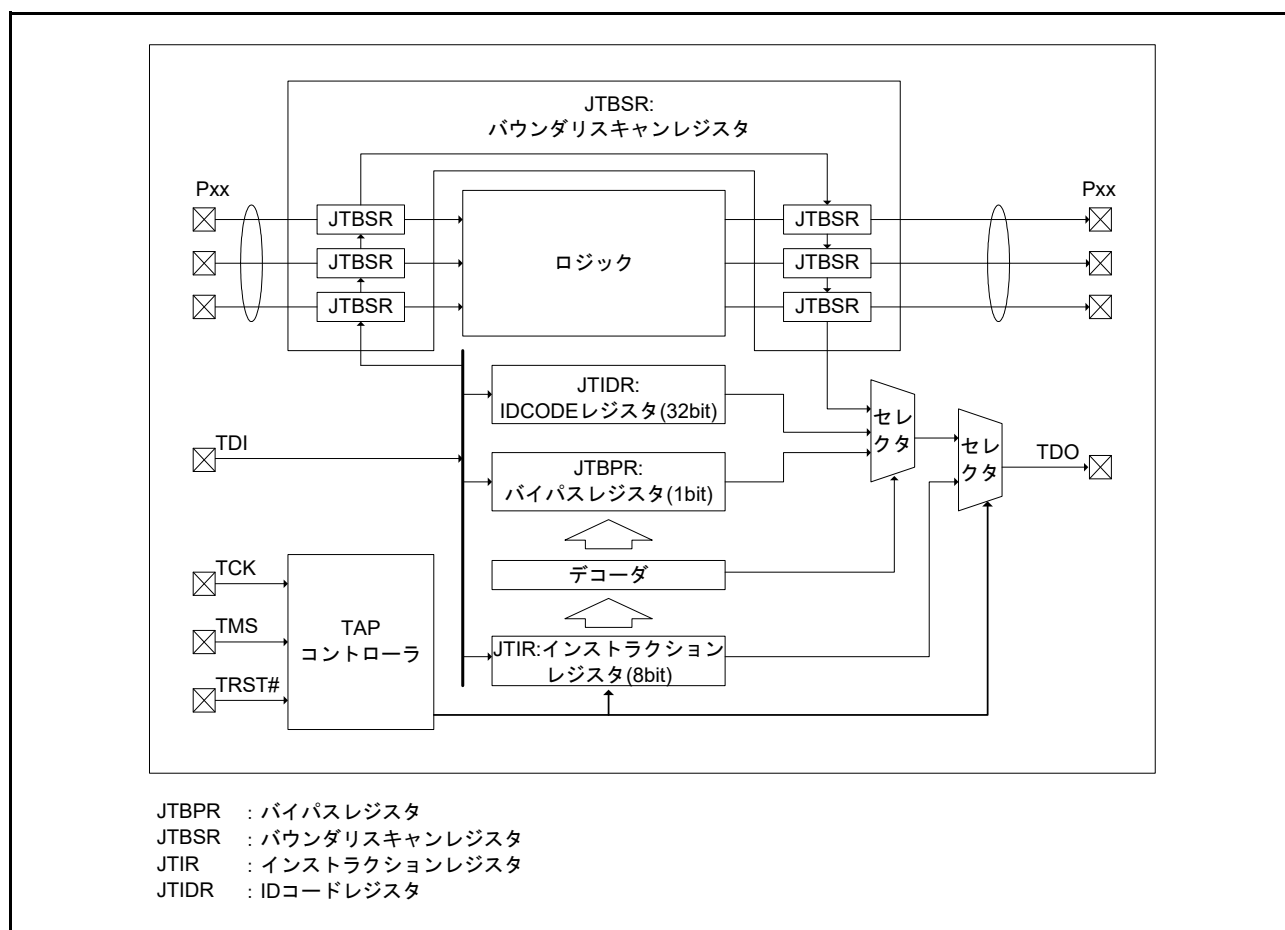 JTBSR:
バウンダリスキャンレジスタ
Pxx
Pxx
JTBSR
JTBSR
JTBSR
ロジック
JTBSR
JTBSR
JTBSR
JTIDR:
IDCODEレジスタ(32bit)
TDI
JTBPR:
バイパスレジスタ(1bit)
セレ
クタ
セレ
クタ
TDO
デコーダ
TCK
TMS
TRST#
TAP
コントローラ
JTIR:インストラクション
レジスタ(8bit)
JTBPR : バイパスレジスタ
JTBSR : バウンダリスキャンレジスタ
JTIR : インストラクションレジスタ
JTIDR : IDコードレジスタ